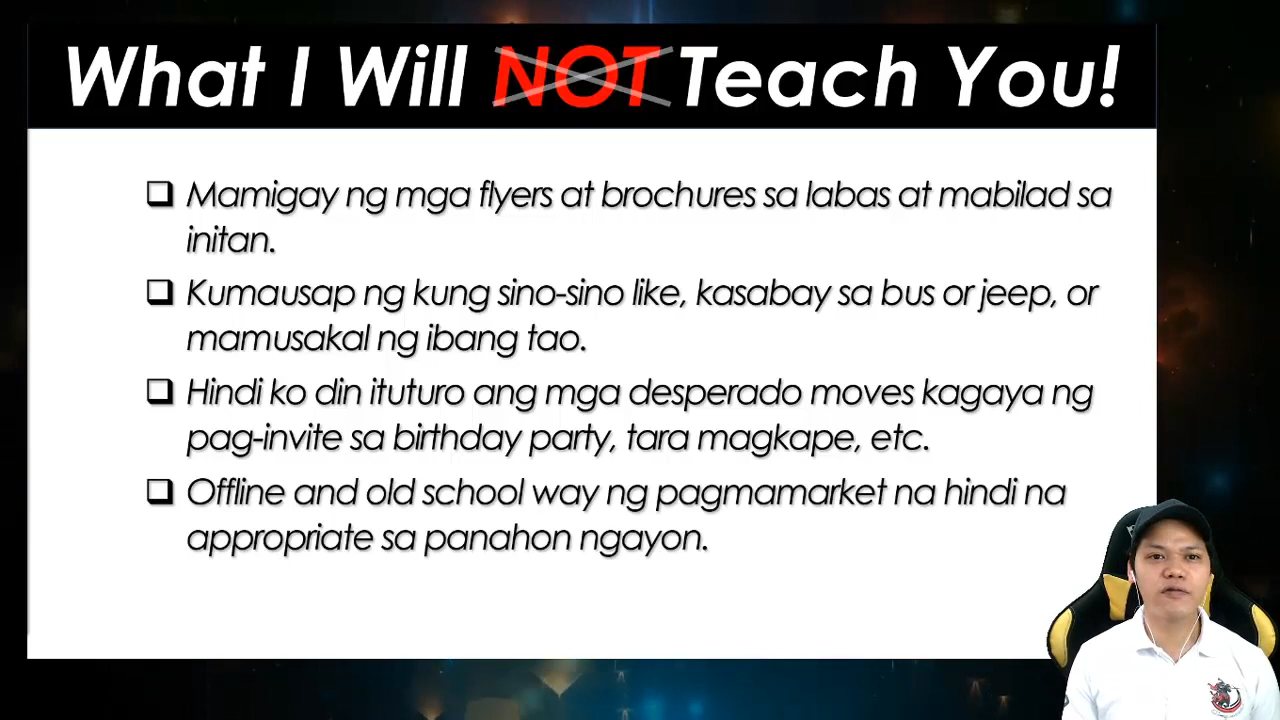 What I Will NOT Teach You!
Mamigay ng mga flyers at brochures sa labas at mabilad sa
initan.
Kumausap ng kung sino-sino like, kasabay sa bus or jeep, or
mamusakal ng ibang tao.
Hindi ko din ituturo ang mga desperado moves kagaya ng
pag-invite sa birthday party, tara magkape, etc.
Offline and old school way ng pagmamarket na hindi na
appropriate sa panahon ngayon.